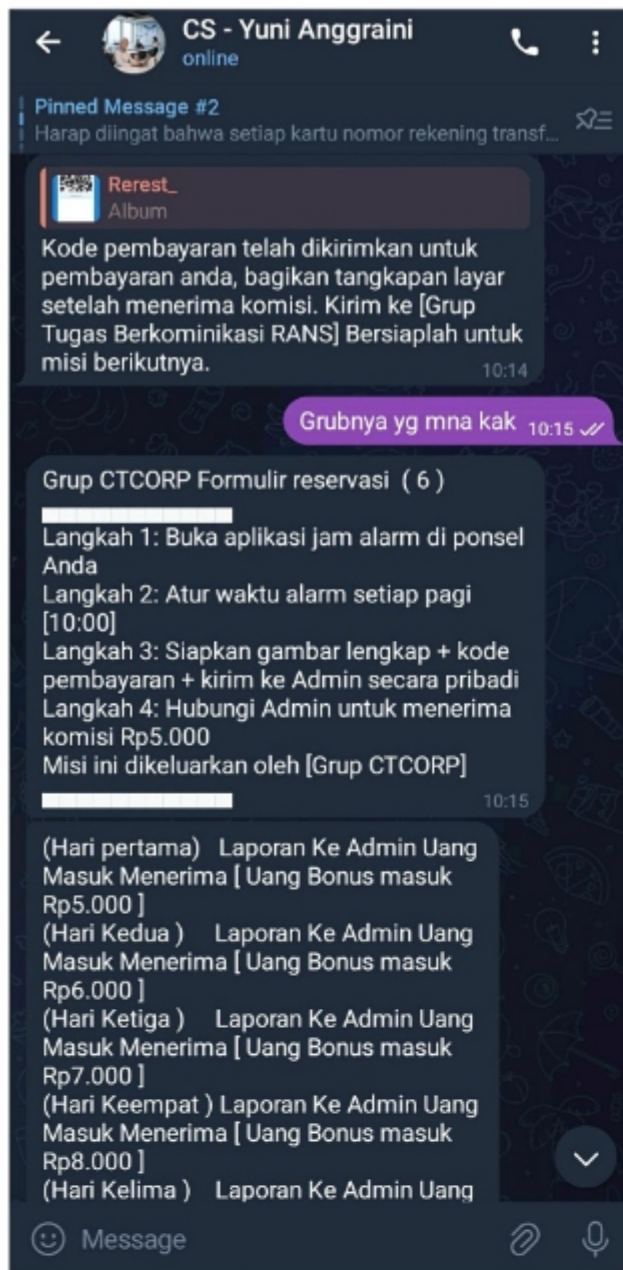 CS - Yuni Anggraini
online
Pinned Message #2
Harap diingat bahwa setiap kartu nomor rekening transf...
Rerest_
Album
Kode pembayaran telah dikirimkan untuk
pembayaran anda, bagikan tangkapan layar
setelah menerima komisi. Kirim ke [Grup
Tugas Berkominikasi RANS] Bersiaplah untuk
misi berikutnya.
10:14
Grubnya yg mna kak 10:15
Grup CTCORP Formulir reservasi ( 6 )
Langkah 1: Buka aplikasi jam alarm di ponsel
Anda
Langkah 2: Atur waktu alarm setiap pagi
[10:00]
Langkah 3: Siapkan gambar lengkap + kode
pembayaran + kirim ke Admin secara pribadi
Langkah 4: Hubungi Admin untuk menerima
komisi Rp5.000
Misi ini dikeluarkan oleh [Grup CTCORP]
10:15
(Hari pertama) Laporan Ke Admin Uang
Masuk Menerima [ Uang Bonus masuk
Rp5.000 ]
(Hari Kedua ) Laporan Ke Admin Uang
Masuk Menerima [ Uang Bonus masuk
Rp6.000 ]
(Hari Ketiga ) Laporan Ke Admin Uang
Masuk Menerima [ Uang Bonus masuk
Rp7.000 ]
(Hari Keempat ) Laporan Ke Admin Uang
Masuk Menerima [ Uang Bonus masuk
Rp8.000 ]
(Hari Kelima ) Laporan Ke Admin Uang
Message